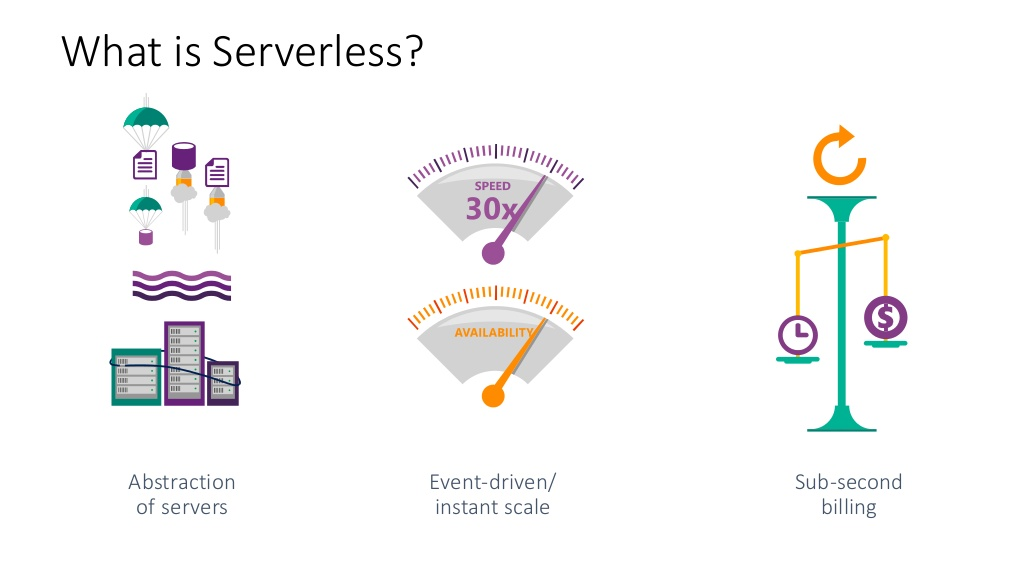 What is Serverless?
SPEED
30x
AVAILABILITY
$
Abstraction
of servers
Event-driven/
instant scale
Sub-second
billing